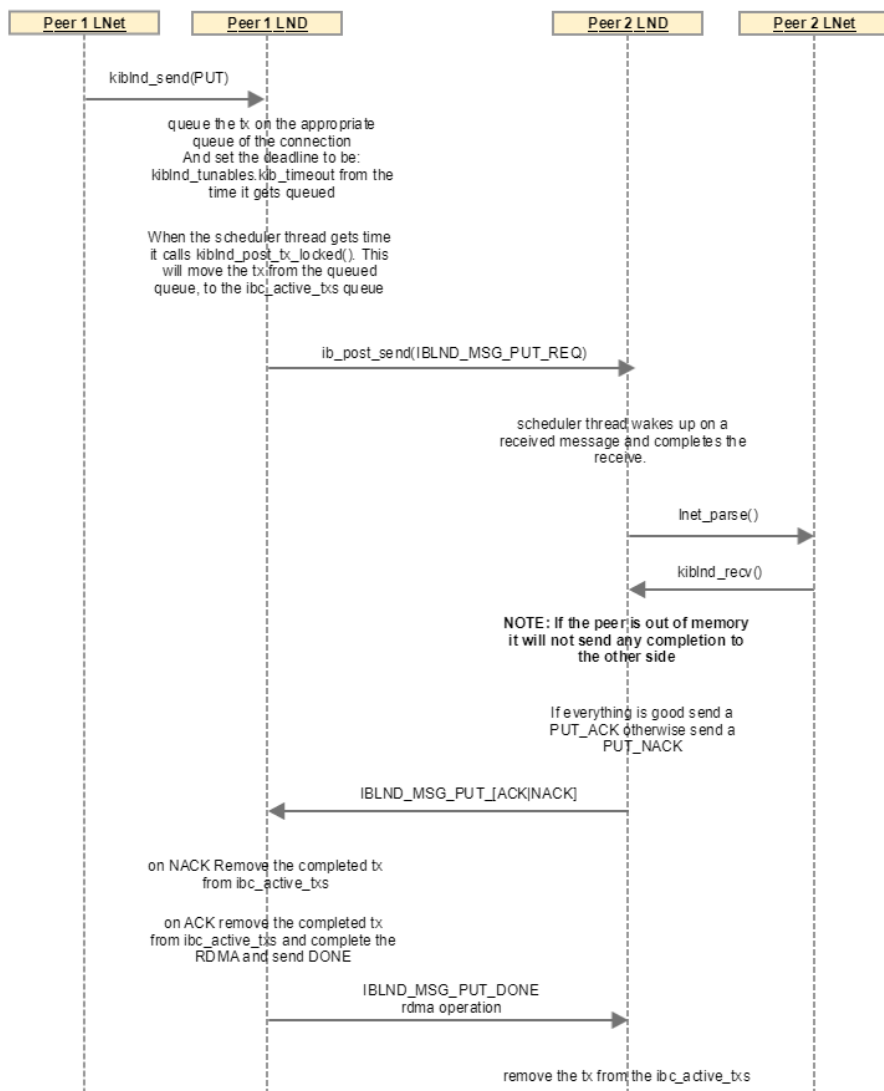 Peer 1 LNet
Peer 1 LND
Peer 2 LND
Peer 2 LNet
kiblnd_send(PUT)
queue the tx on the appropriate
queue of the connection
And set the deadline to be:
kiblnd_tunables.kib_timeout from the
time it gets queued
When the scheduler thread gets time
it calls kiblnd_post_tx_locked(). This
will move the tx from the queued
queue, to the ibc_active_txs queue
ib_post_send(IBLND_MSG_PUT_REQ)
scheduler thread wakes up on a
received message and completes the
receive.
lnet_parse()
kiblnd_recv()
NOTE: If the peer is out of memory
it will not send any completion to
the other side
If everything is good send a
PUT_ACK otherwise send a
PUT_NACK
IBLND_MSG_PUT_[ACK|NACK]
on NACK Remove the completed tx
from ibc_active_txs
on ACK remove the completed tx
from ibc_active_txs and complete the
RDMA and send DONE
IBLND_MSG_PUT_DONE
rdma operation
remove the tx from the ibc_active_txs